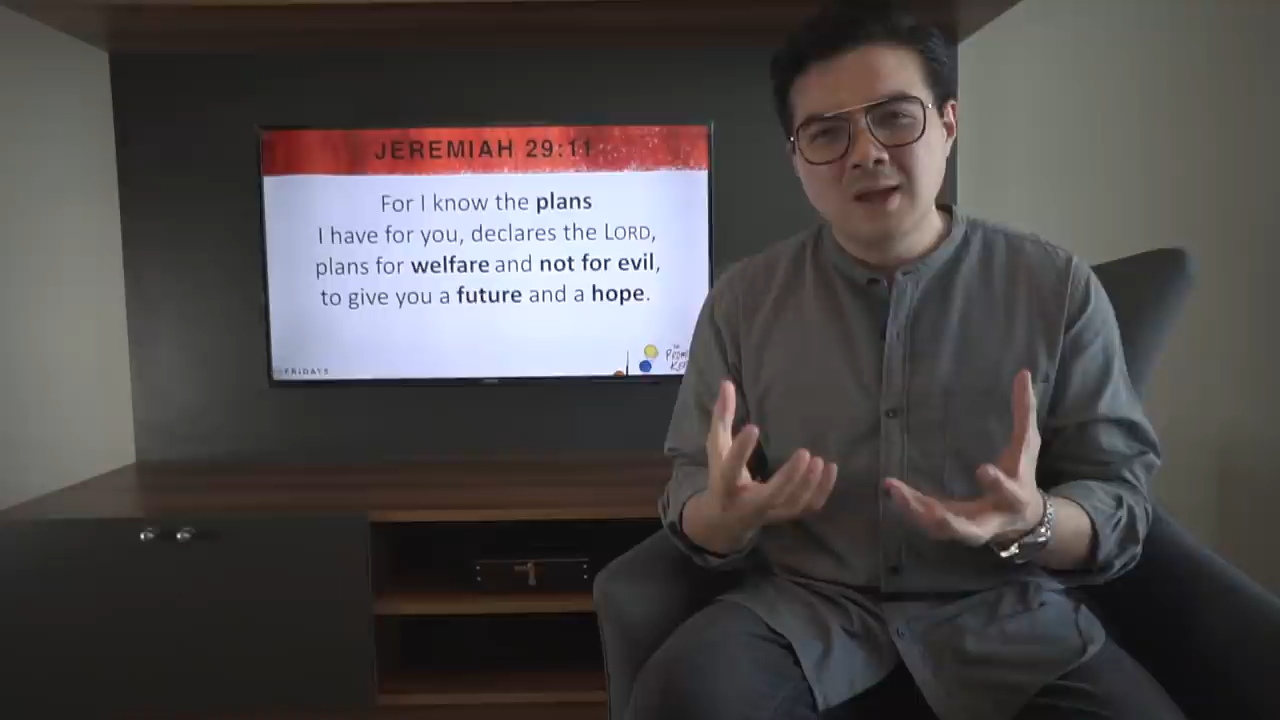 JEREMIAH 29:11
For I know the plans
I have for you, declares the LORD,
plans for welfare and not for evil,
to give you a future and a hope.
FRIDAYS